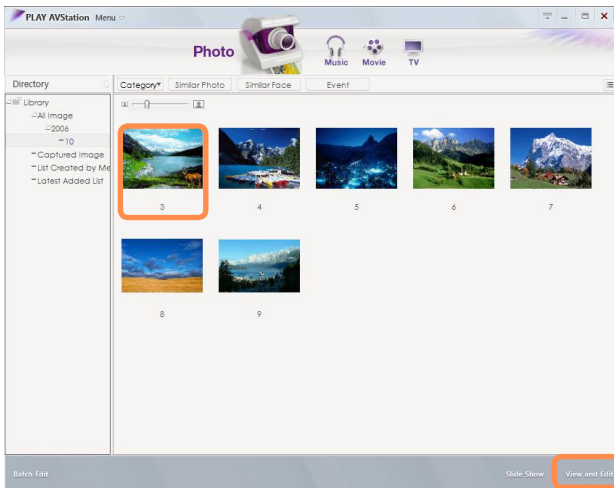 PLAY AVStation Menu
Photo
Music Movie TV
Directory
Category Similar Photo Similar Face Event
Library
All Image
2006
10
Captured Image
List Created by Me
Latest Added List
3 4 5 6 7
8 9
Batch Edit Slide Show View and Edit